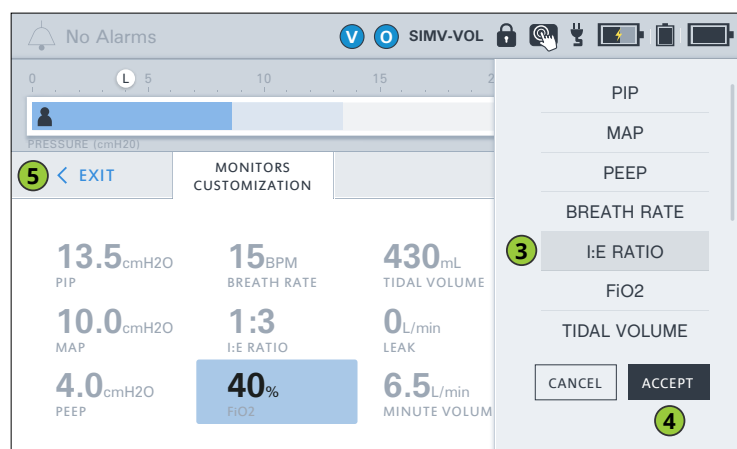 No Alarms
V O SIMV-VOL
0 L 5 10 15 2
PRESSURE (cmH20)
5 < EXIT
MONITORS
CUSTOMIZATION
13.5cmH2O
PIP
15BPM
BREATH RATE
430mL
TIDAL VOLUME
10.0cmH2O
MAP
1:3
I:E RATIO
0L/min
LEAK
4.0cmH2O
PEEP
40%
FiO2
6.5L/min
MINUTE VOLUM
PIP
MAP
PEEP
BREATH RATE
3 I:E RATIO
FiO2
TIDAL VOLUME
CANCEL ACCEPT
4